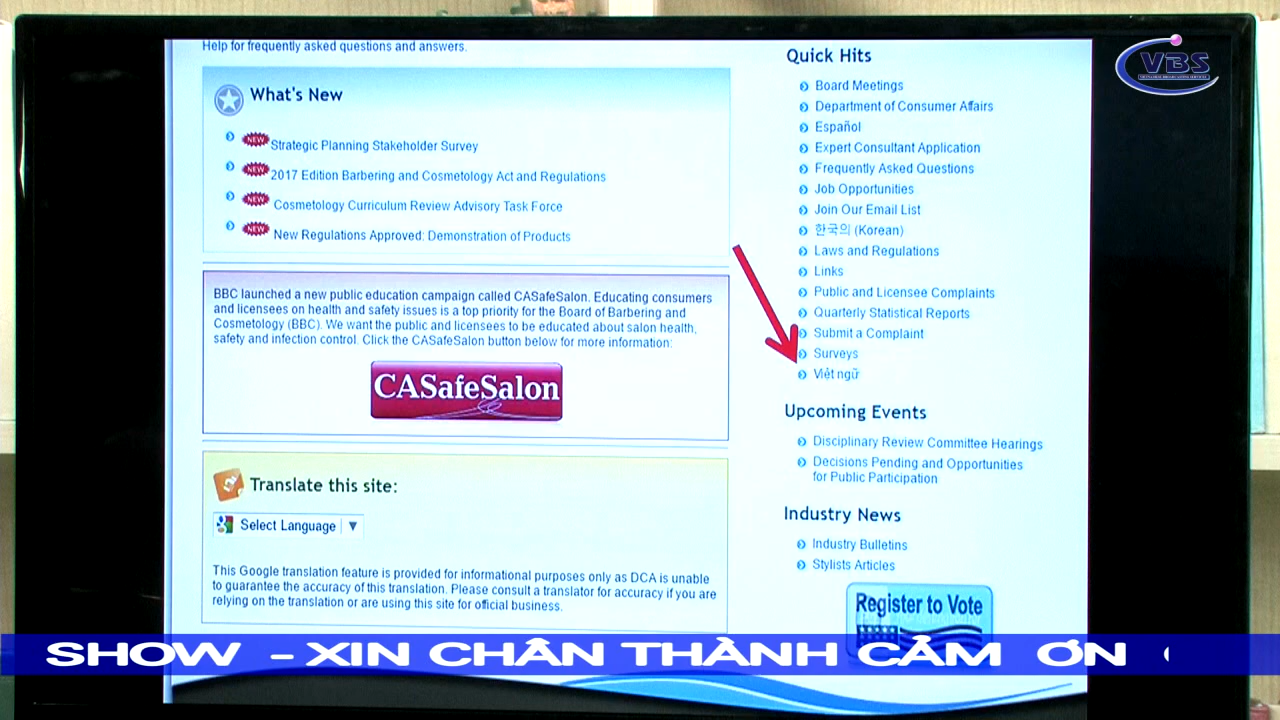 Help for frequently asked questions and answers.
What's New
NEW Strategic Planning Stakeholder Survey
NEW 2017 Edition Barbering and Cosmetology Act and Regulations
NEW Cosmetology Curriculum Review Advisory Task Force
NEW New Regulations Approved: Demonstration of Products
BBC launched a new public education campaign called CASafeSalon. Educating consumers
and licensees on health and safety issues is a top priority for the Board of Barbering and
Cosmetology (BBC). We want the public and licensees to be educated about salon health,
safety and infection control. Click the CASafeSalon button below for more information:
CASafeSalon
Translate this site:
Select Language
This Google translation feature is provided for informational purposes only as DCA is unable
to guarantee the accuracy of this translation. Please consult a translator for accuracy if you are
relying on the translation or are using this site for official business.
Quick Hits
Board Meetings
Department of Consumer Affairs
Español
Expert Consultant Application
Frequently Asked Questions
Job Opportunities
Join Our Email List
한국의 (Korean)
Laws and Regulations
Links
Public and Licensee Complaints
Quarterly Statistical Reports
Submit a Complaint
Surveys
Việt ngữ
Upcoming Events
Disciplinary Review Committee Hearings
Decisions Pending and Opportunities
for Public Participation
Industry News
Industry Bulletins
Stylists Articles
Register to Vote
VBS
VIETNAMESE BROADCASTING SERVICES
SHOW - XIN CHÂN THÀNH CẢM ƠN